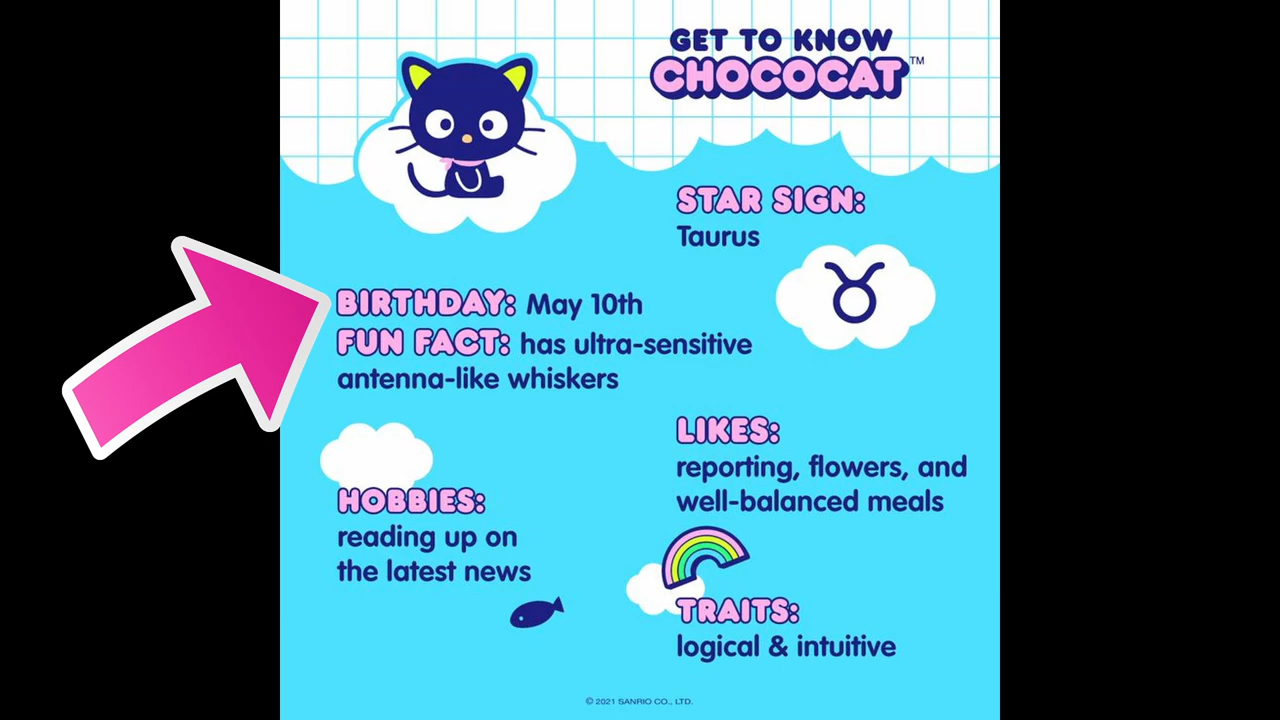 GET TO KNOW
CHOCOCAT™
STAR SIGN:
Taurus
BIRTHDAY: May 10th
FUN FACT: has ultra-sensitive
antenna-like whiskers
LIKES:
reporting, flowers, and
well-balanced meals
HOBBIES:
reading up on
the latest news
TRAITS:
logical & intuitive
© 2021 SANRIO CO., LTD.